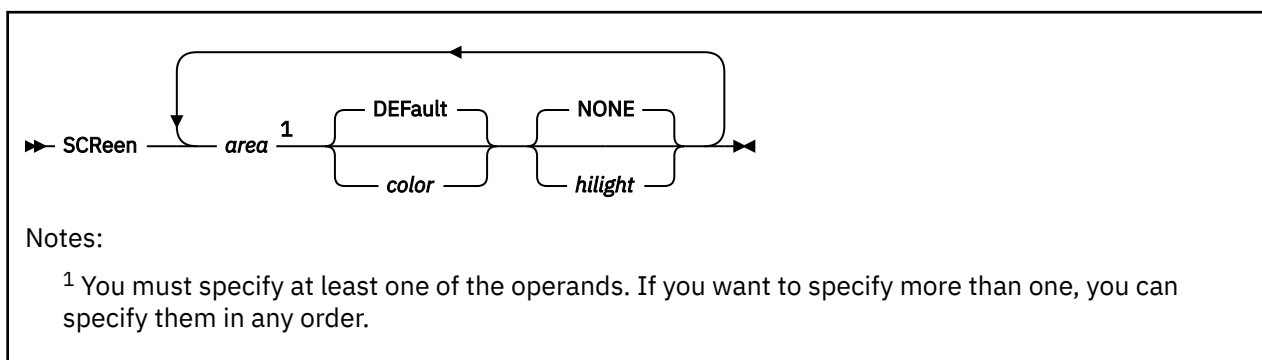 DEFault NONE
SCReen area 1
color hilight
Notes:
1 You must specify at least one of the operands. If you want to specify more than one, you can
specify them in any order.